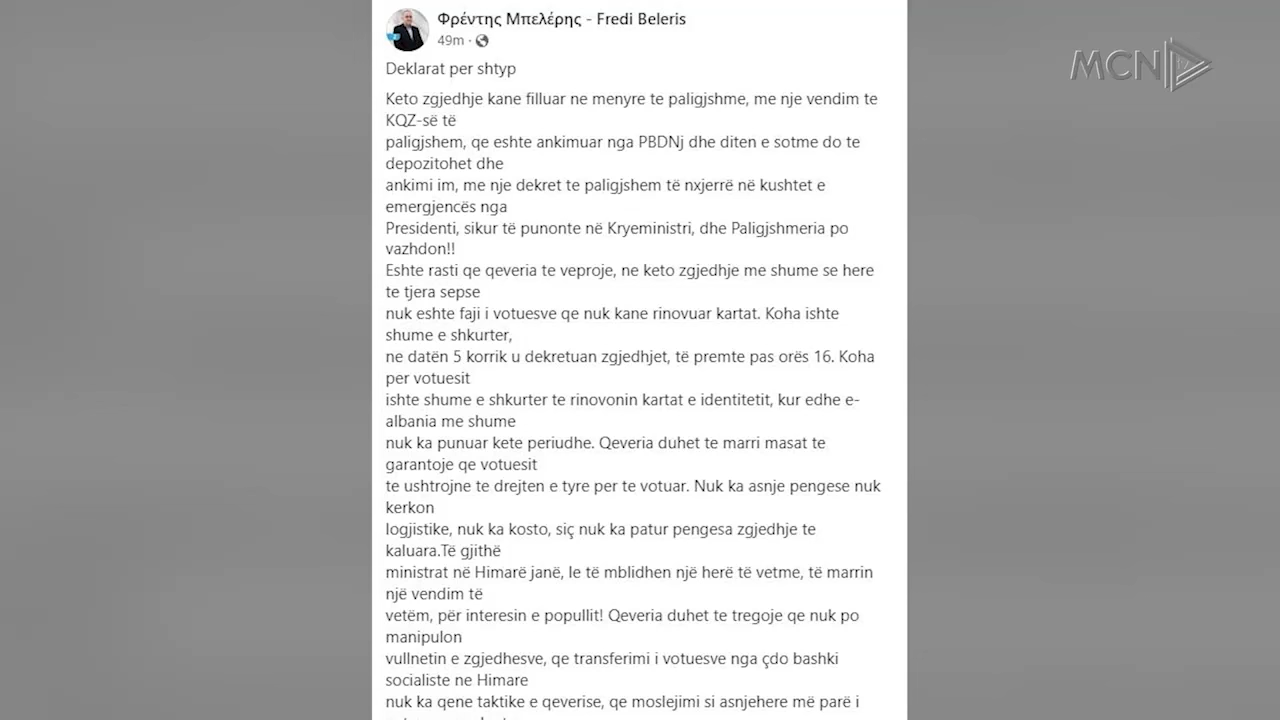 Φρέντης Μπελέρης - Fredi Beleris
49m ·
MCN
Deklarat per shtyp
Keto zgjedhje kane filluar ne menyre te paligjshme, me nje vendim te
KQZ-së të
paligjshem, qe eshte ankimuar nga PBDNj dhe diten e sotme do te
depozitohet dhe
ankimi im, me nje dekret te paligjshem të nxjerrë në kushtet e
emergjencës nga
Presidenti, sikur të punonte në Kryeministri, dhe Paligjshmeria po
vazhdon!!
Eshte rasti qe qeveria te veproje, ne keto zgjedhje me shume se here
te tjera sepse
nuk eshte faji i votuesve qe nuk kane rinovuar kartat. Koha ishte
shume e shkurter,
ne datën 5 korrik u dekretuan zgjedhjet, të premte pas orës 16. Koha
per votuesit
ishte shume e shkurter te rinovonin kartat e identitetit, kur edhe e-
albania me shume
nuk ka punuar kete periudhe. Qeveria duhet te marri masat te
garantoje qe votuesit
te ushtrojne te drejten e tyre per te votuar. Nuk ka asnje pengese nuk
kerkon
logjistike, nuk ka kosto, siç nuk ka patur pengesa zgjedhje te
kaluara.Të gjithë
ministrat në Himarë janë, le të mblidhen një herë të vetme, të marrin
një vendim të
vetëm, për interesin e popullit! Qeveria duhet te tregoje qe nuk po
manipulon
vullnetin e zgjedhesve, qe transferimi i votuesve nga çdo bashki
socialiste ne Himare
nuk ka qene taktike e qeverise, qe moslejimi si asnjehere më parë i